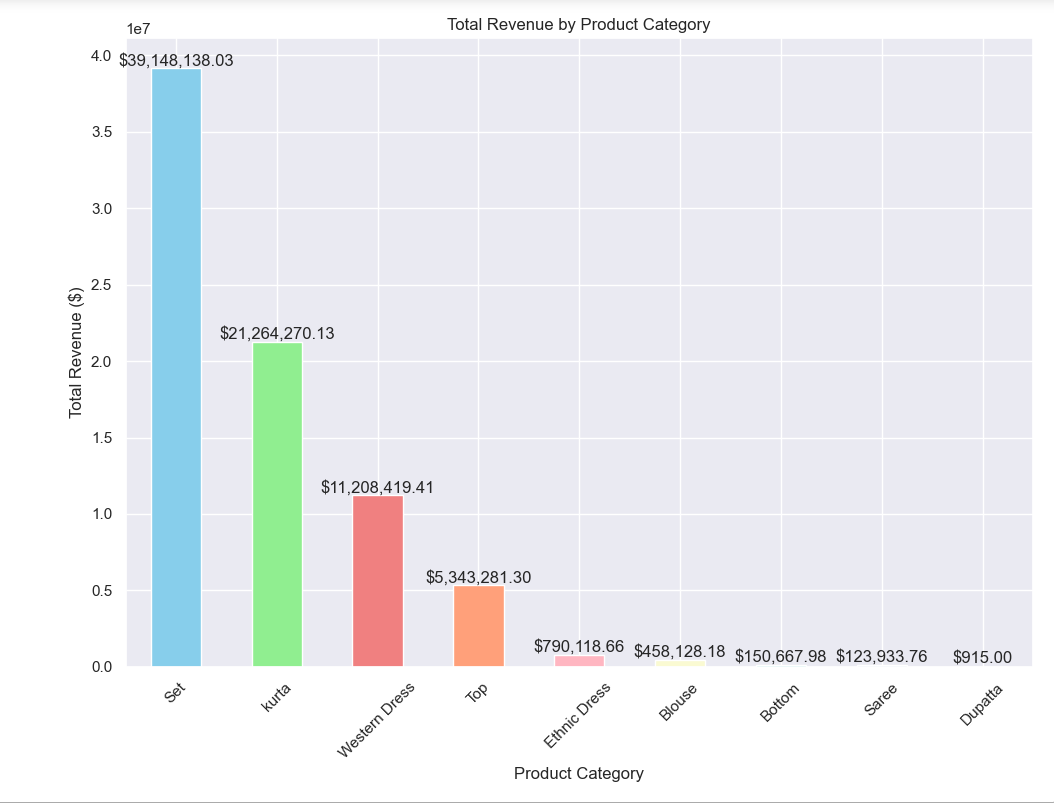 Total Revenue by Product Category
1e7
4.0
3.5
3.0
2.5
2.0
1.5
1.0
0.5
0.0
Total Revenue ($)
$39,148,138.03
$21,264,270.13
$11,208,419.41
$5,343,281.30
$790,118.66
$458,128.18
$150,667.98
$123,933.76
$915.00
Set
kurta
Western Dress
Top
Ethnic Dress
Blouse
Bottom
Saree
Dupatta
Product Category